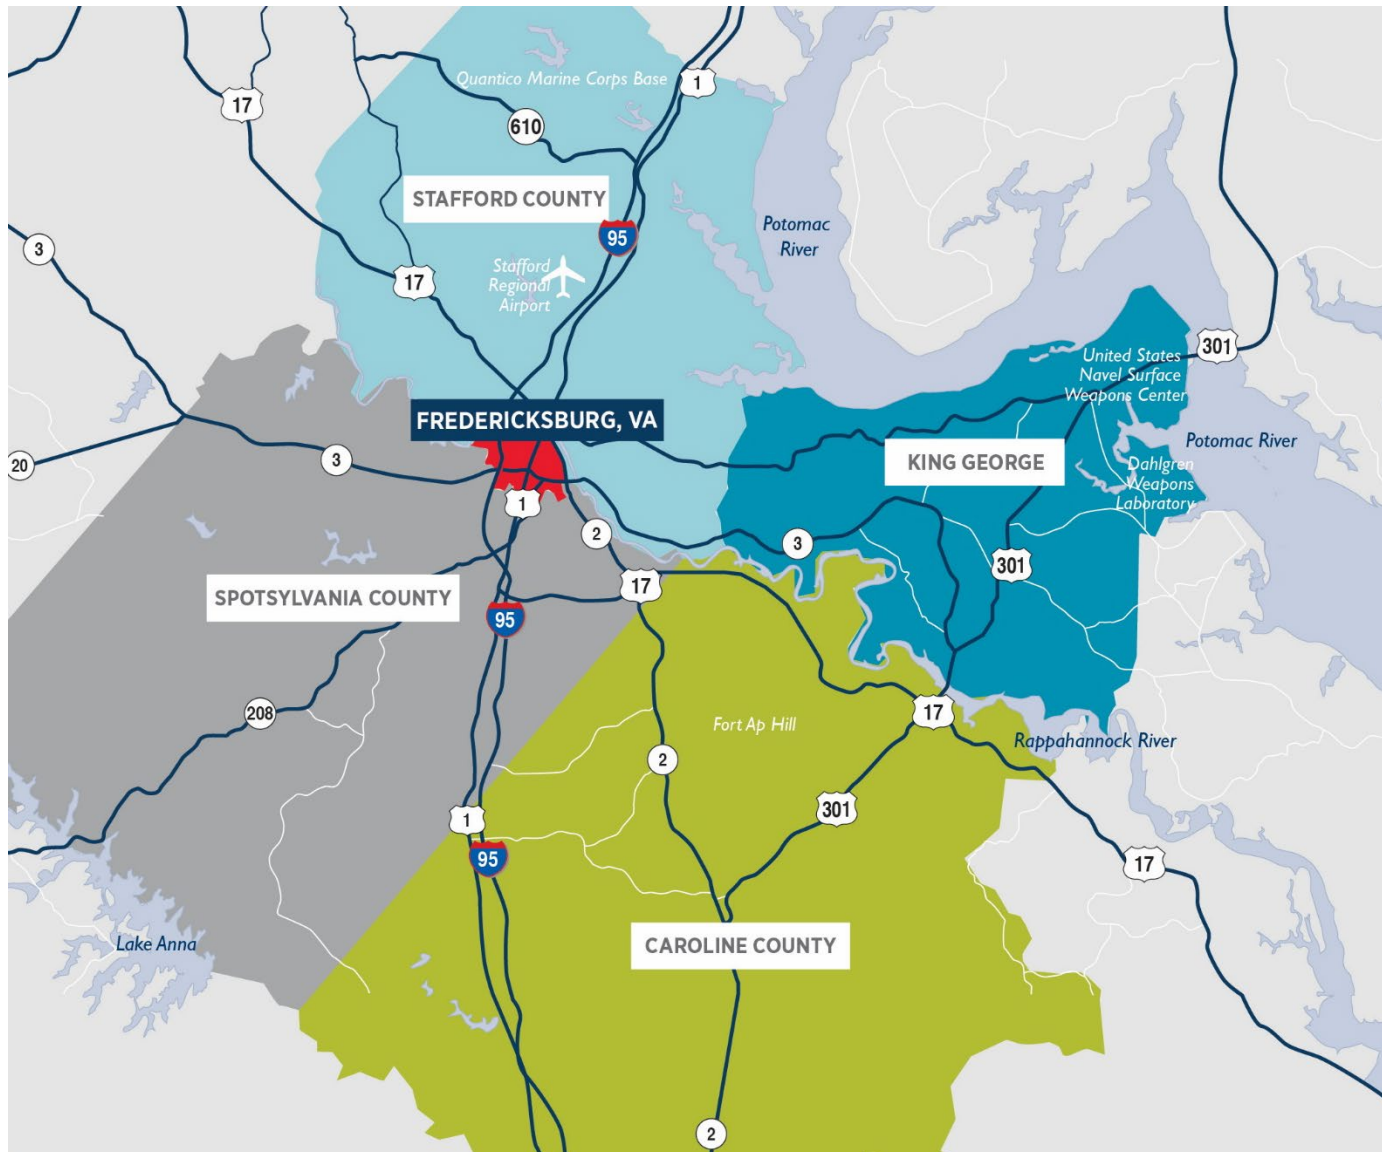 Quantico Marine Corps Base
1
17
610
STAFFORD COUNTY
Potomac
River
95
3
Stafford
Regional
Airport
17
301
United States
Navel Surface
Weapons Center
FREDERICKSBURG, VA
Potomac River
3
20
KING GEORGE
Dahlgren
Weapons
Laboratory
1
2
3
301
17
SPOTSYLVANIA COUNTY
95
208
17
Fort Ap Hill
Rappahannock River
2
301
1
95
17
Lake Anna
CAROLINE COUNTY
2